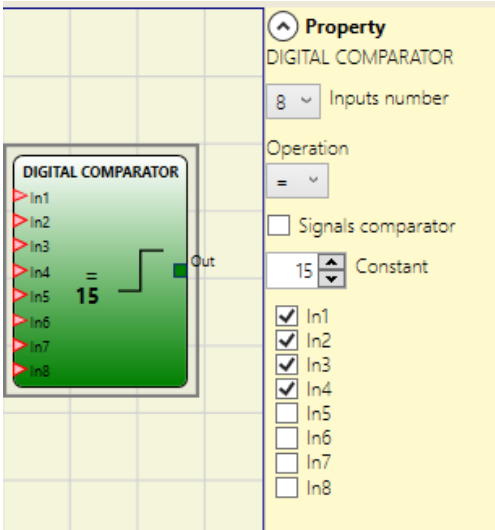 DIGITAL COMPARATOR
In1
In2
In3
In4
In5
In6
In7
In8
=
15
Out
Property
DIGITAL COMPARATOR
8 Inputs number
Operation
=
Signals comparator
15 Constant
In1
In2
In3
In4
In5
In6
In7
In8